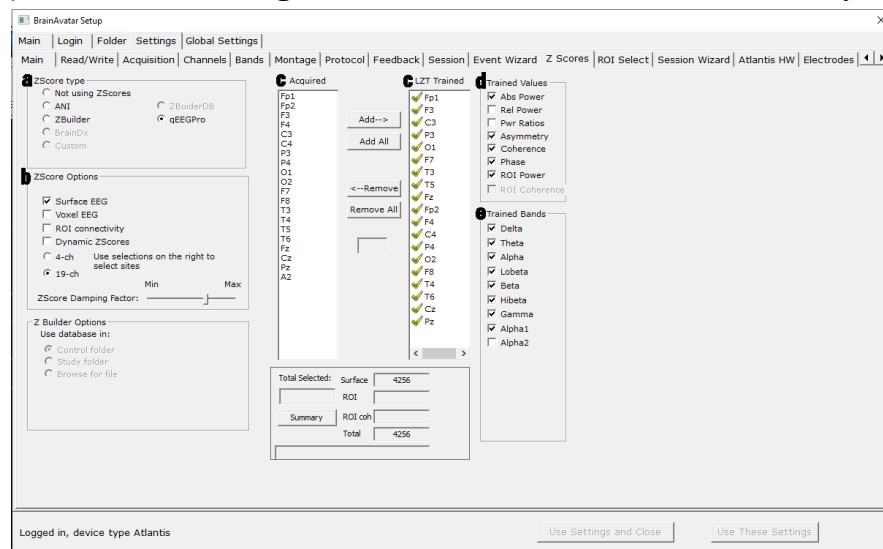 BrainAvatar Setup
Main Login Folder Settings Global Settings
Main Read/Write Acquisition Channels Bands Montage Protocol Feedback Session Event Wizard Z Scores ROI Select Session Wizard Atlantis HW Electrodes
a ZScore type
Not using ZScores
ANI ZBuiderDB
ZBuilder qEEGPro
BrainDx
Custom
b ZScore Options
Surface EEG
Voxel EEG
ROI connectivity
Dynamic ZScores
4-ch Use selections on the right to
19-ch select sites
Min Max
ZScore Damping Factor:
Z Builder Options
Use database in:
Control folder
Study folder
Browse for file
c Acquired
Fp1
Fp2
F3
F4
C3
C4
P3
P4
O1
O2
F7
F8
T3
T4
T5
T6
Fz
Cz
Pz
A2
Add-->
Add All
<--Remove
Remove All
c LZT Trained
Fp1
F3
C3
P3
O1
F7
T3
T5
Fz
Fp2
F4
C4
P4
O2
F8
T4
T6
Cz
Pz
< >
Total Selected: Surface 4256
ROI
Summary ROI coh
Total 4256
d Trained Values
Abs Power
Rel Power
Pwr Ratios
Asymmetry
Coherence
Phase
ROI Power
ROI Coherence
e Trained Bands
Delta
Theta
Alpha
Lobeta
Beta
Hibeta
Gamma
Alpha1
Alpha2
Logged in, device type Atlantis
Use Settings and Close Use These Settings